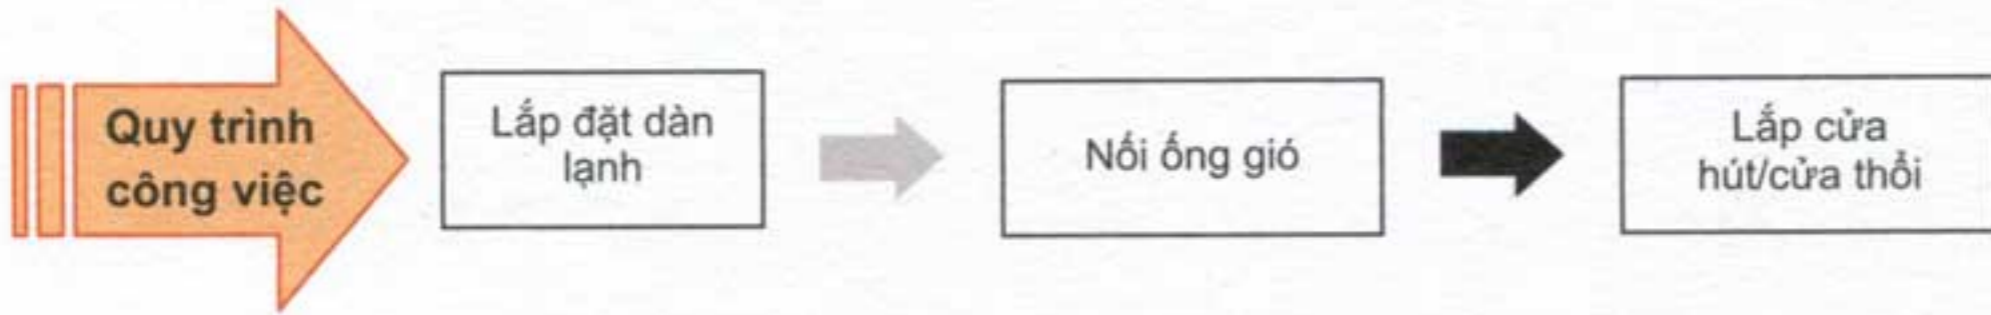 Quy trình
công việc
Lắp đặt dàn
lạnh
Nối ống gió
Lắp cửa
hút/cửa thổi